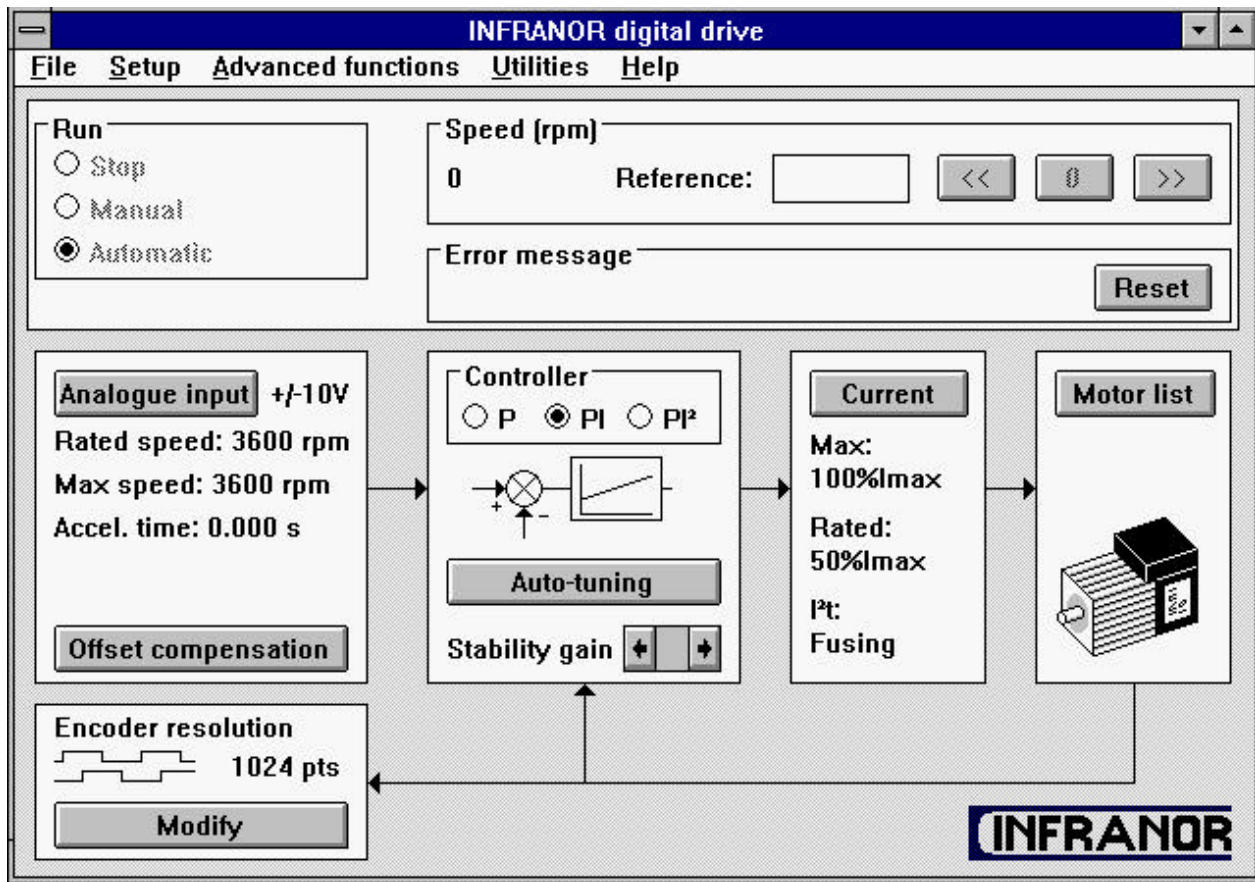 INFRANOR digital drive
File Setup Advanced functions Utilities Help
Run
Stop
Manual
Automatic
Speed (rpm)
0 Reference: << 0 >>
Error message
Reset
Analogue input +/-10V
Rated speed: 3600 rpm
Max speed: 3600 rpm
Accel. time: 0.000 s
Offset compensation
Controller
P PI PI²
+ -
Auto-tuning
Stability gain
Current
Max:
100%Imax
Rated:
50%Imax
I²t:
Fusing
Motor list
Encoder resolution
1024 pts
Modify
INFRANOR